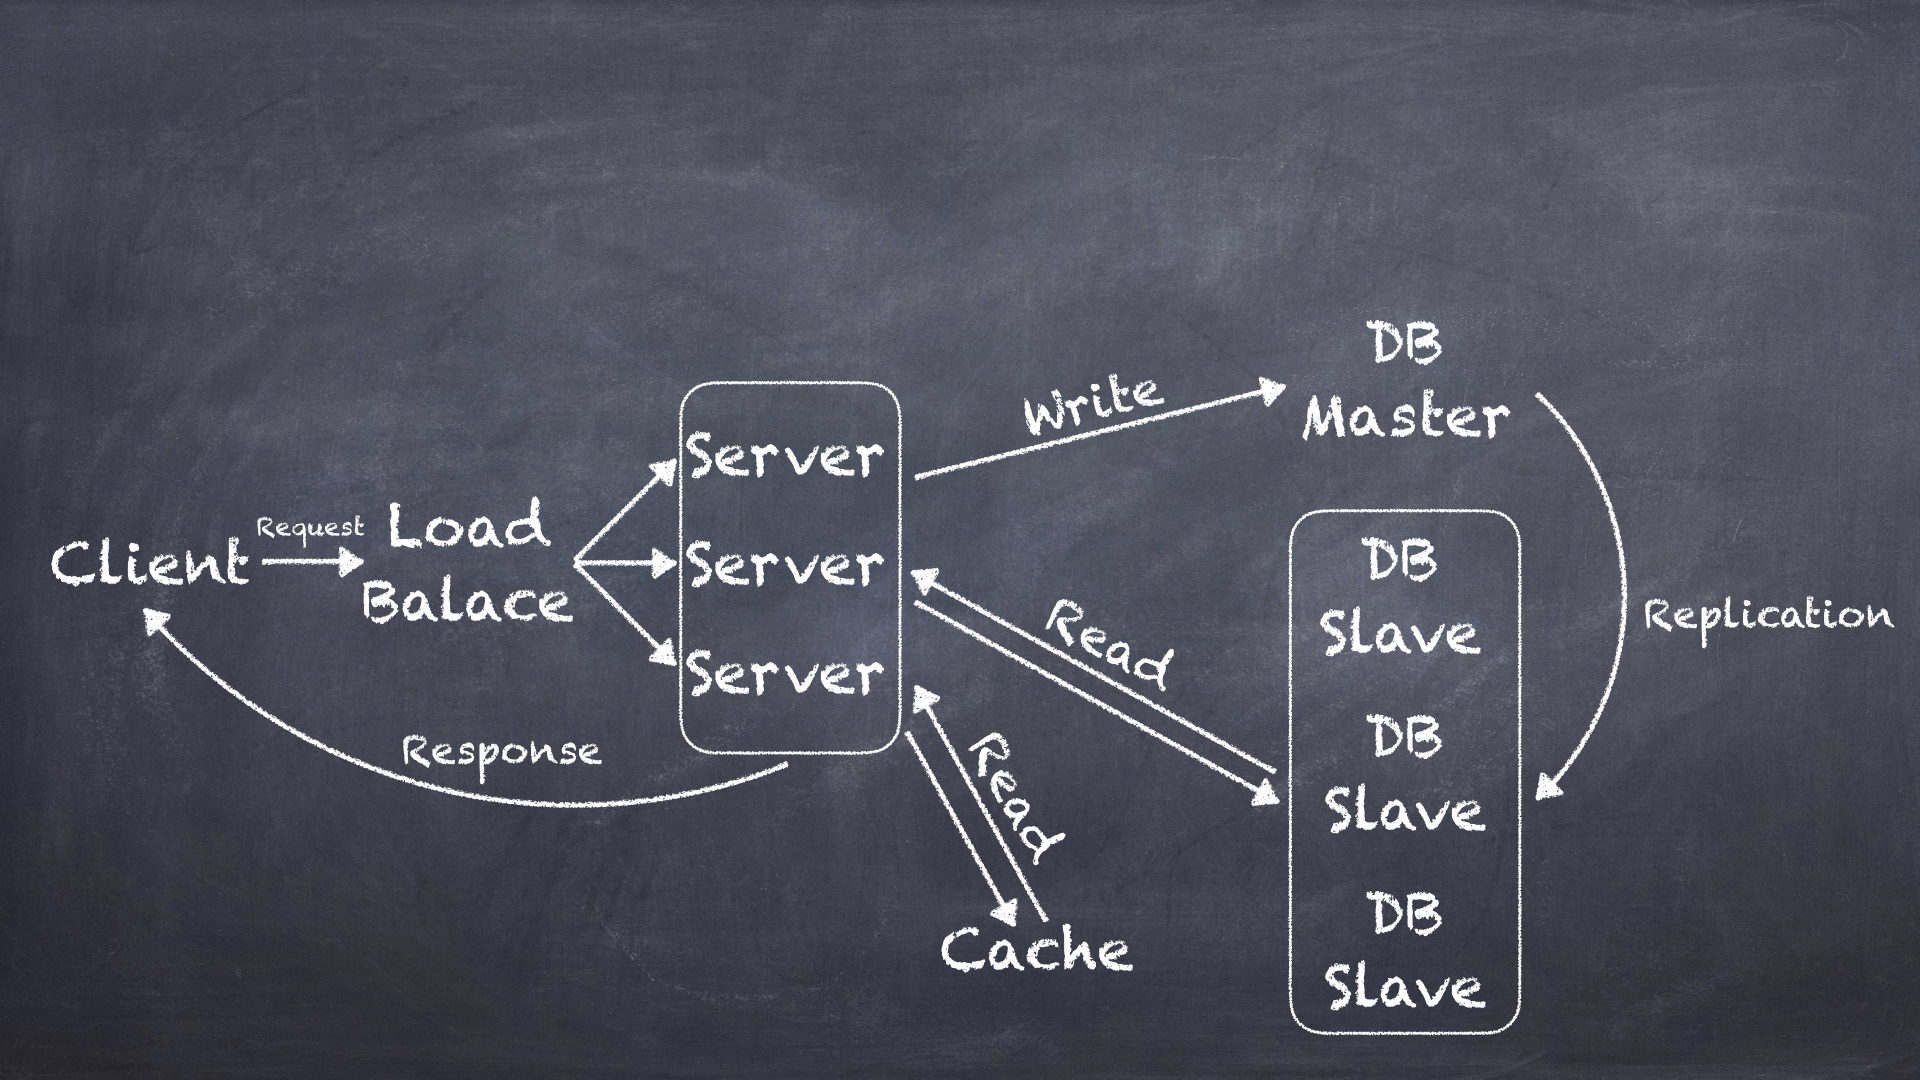 Client
Request
Load
Balace
Server
Server
Server
Response
Write
Read
Read
Cache
DB
Master
DB
Slave
DB
Slave
DB
Slave
Replication